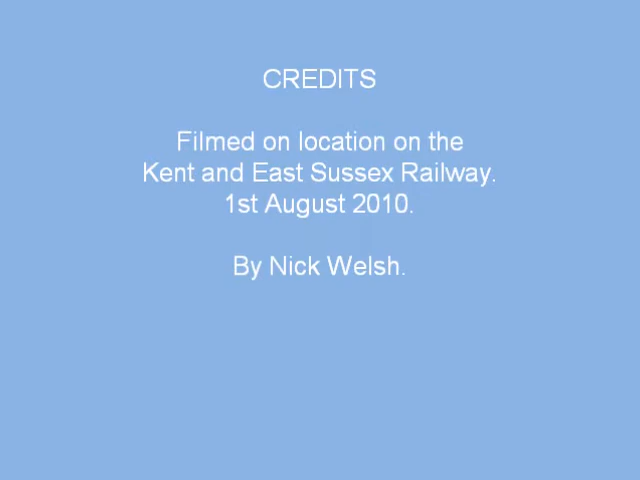 CREDITS
Filmed on location on the
Kent and East Sussex Railway.
1st August 2010.
By Nick Welsh.